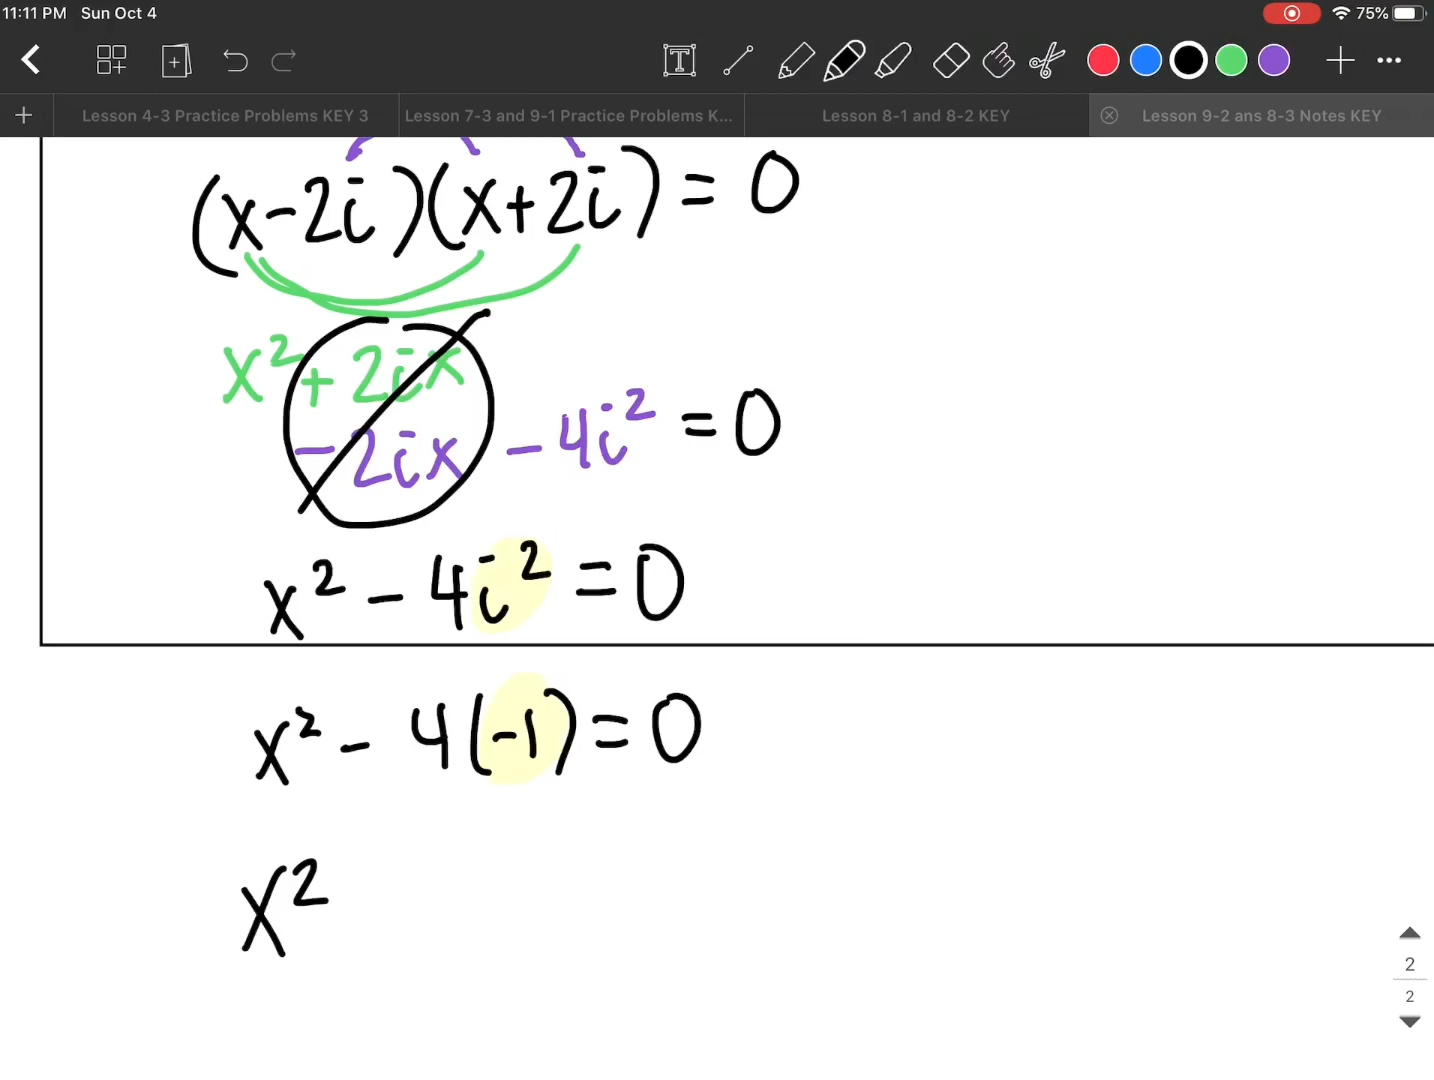 11:11 PM Sun Oct 4 75%
Lesson 4-3 Practice Problems KEY 3 Lesson 7-3 and 9-1 Practice Problems K... Lesson 8-1 and 8-2 KEY Lesson 9-2 ans 8-3 Notes KEY
(x-2i)(x+2i) = 0
x² + 2ix
- 2ix - 4i² = 0
x² - 4i² = 0
x² - 4(-1) = 0
x²
2
2